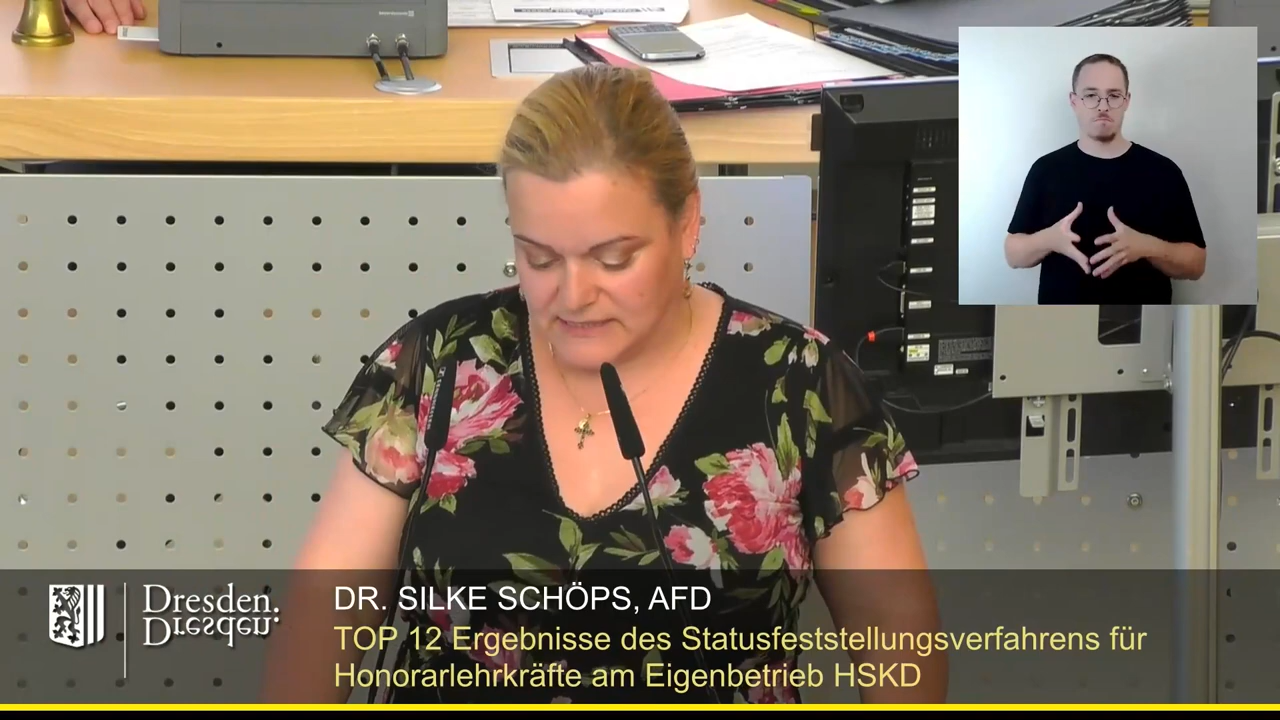 Dresden.
Dresden.
DR. SILKE SCHÖPS, AFD
TOP 12 Ergebnisse des Statusfeststellungsverfahrens für
Honorarlehrkräfte am Eigenbetrieb HSKD